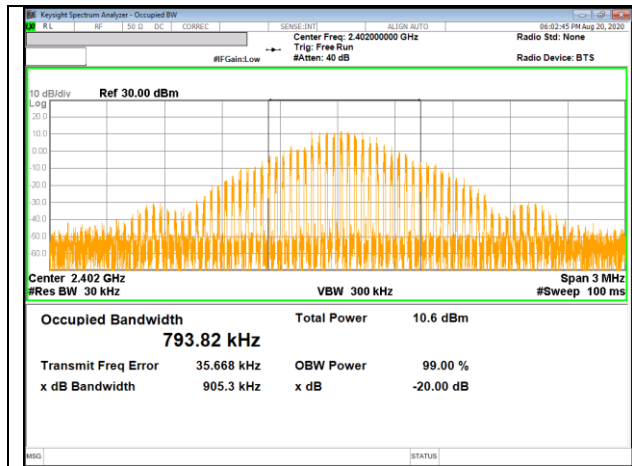 Keysight Spectrum Analyzer - Occupied BW
RL RF 50 Ω DC CORREC SENSE:INT ALIGN AUTO 06:02:45 PM Aug 20, 2020
Center Freq: 2.402000000 GHz Radio Std: None
Trig: Free Run
#IFGain:Low #Atten: 40 dB Radio Device: BTS
10 dB/div Ref 30.00 dBm
Log
20.0
10.0
0.00
-10.0
-20.0
-30.0
-40.0
-50.0
-60.0
Center 2.402 GHz Span 3 MHz
#Res BW 30 kHz VBW 300 kHz #Sweep 100 ms
Occupied Bandwidth Total Power 10.6 dBm
793.82 kHz
Transmit Freq Error 35.668 kHz OBW Power 99.00 %
x dB Bandwidth 905.3 kHz x dB -20.00 dB
MSG STATUS